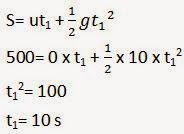 S= ut₁ + ½ gt₁²
500= 0 x t₁ + ½ x 10 x t₁²
t₁²= 100
t₁= 10 s